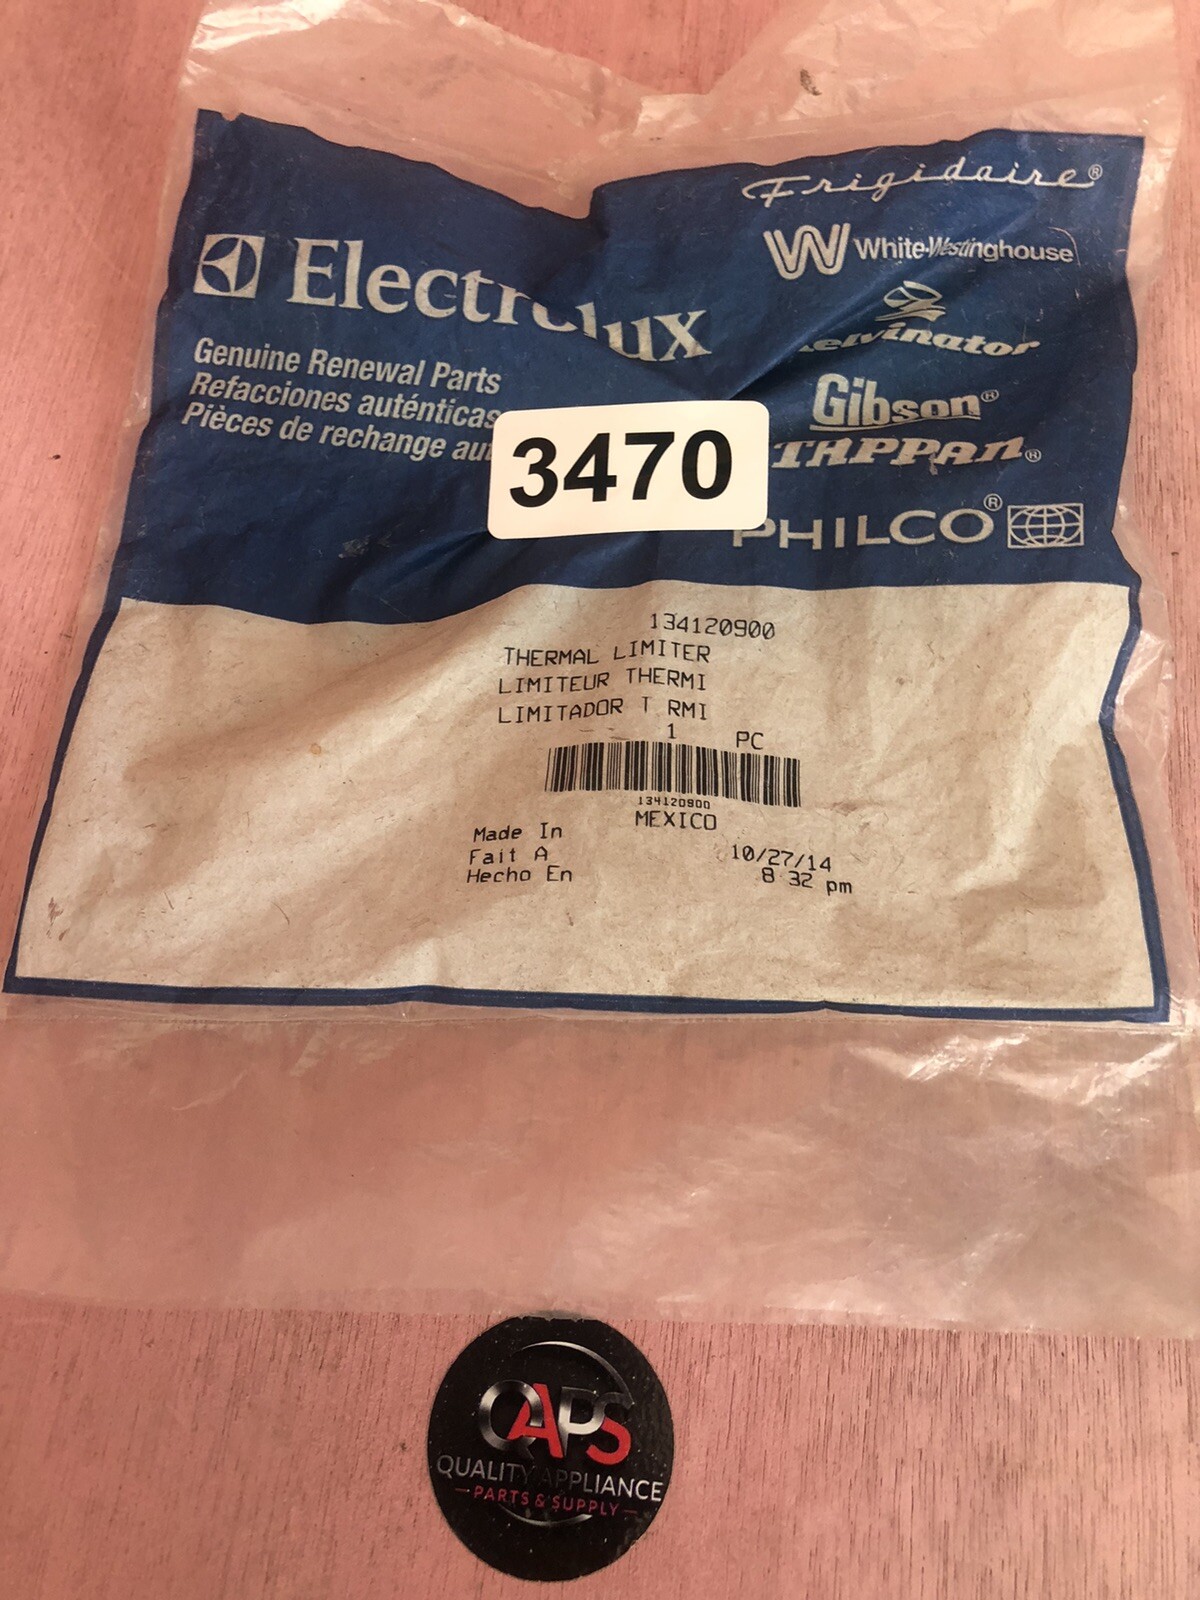 Frigidaire®
White-Westinghouse
Electrolux
Kelvinator
Genuine Renewal Parts
Refacciones auténticas
Pièces de rechange au
Gibson®
TAPPAN®
3470
PHILCO®
134120900
THERMAL LIMITER
LIMITEUR THERMI
LIMITADOR T RMI
1 PC
134120900
MEXICO
Made In
Fait A
Hecho En
10/27/14
8 32 pm
QAPS
QUALITY APPLIANCE
PARTS & SUPPLY